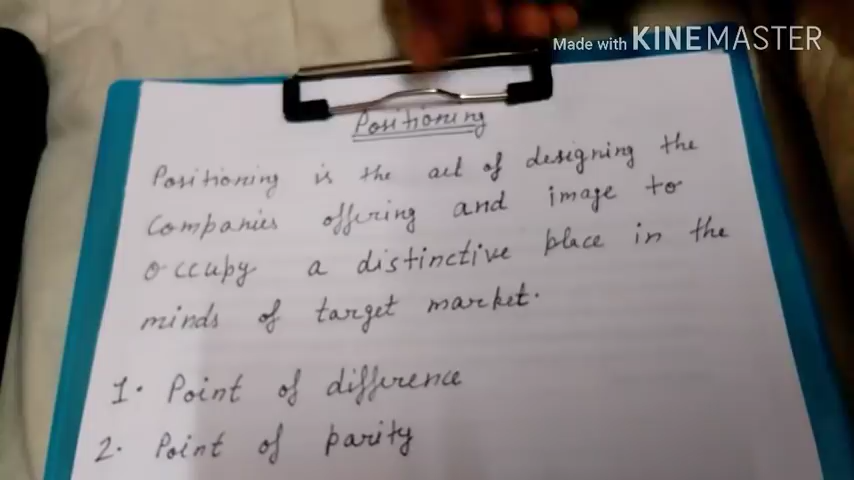 Made with KINEMASTER
Positioning
Positioning is the act of designing the
Companies offering and image to
occupy a distinctive place in the
minds of target market.
1. Point of difference
2. Point of parity